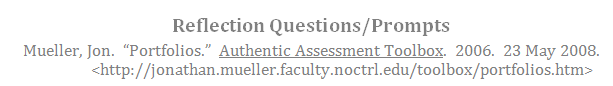 Reflection Questions/Prompts
Mueller, Jon.  “Portfolios.”  Authentic Assessment Toolbox.  2006.  23 May 2008.
<http://jonathan.mueller.faculty.noctrl.edu/toolbox/portfolios.htm>